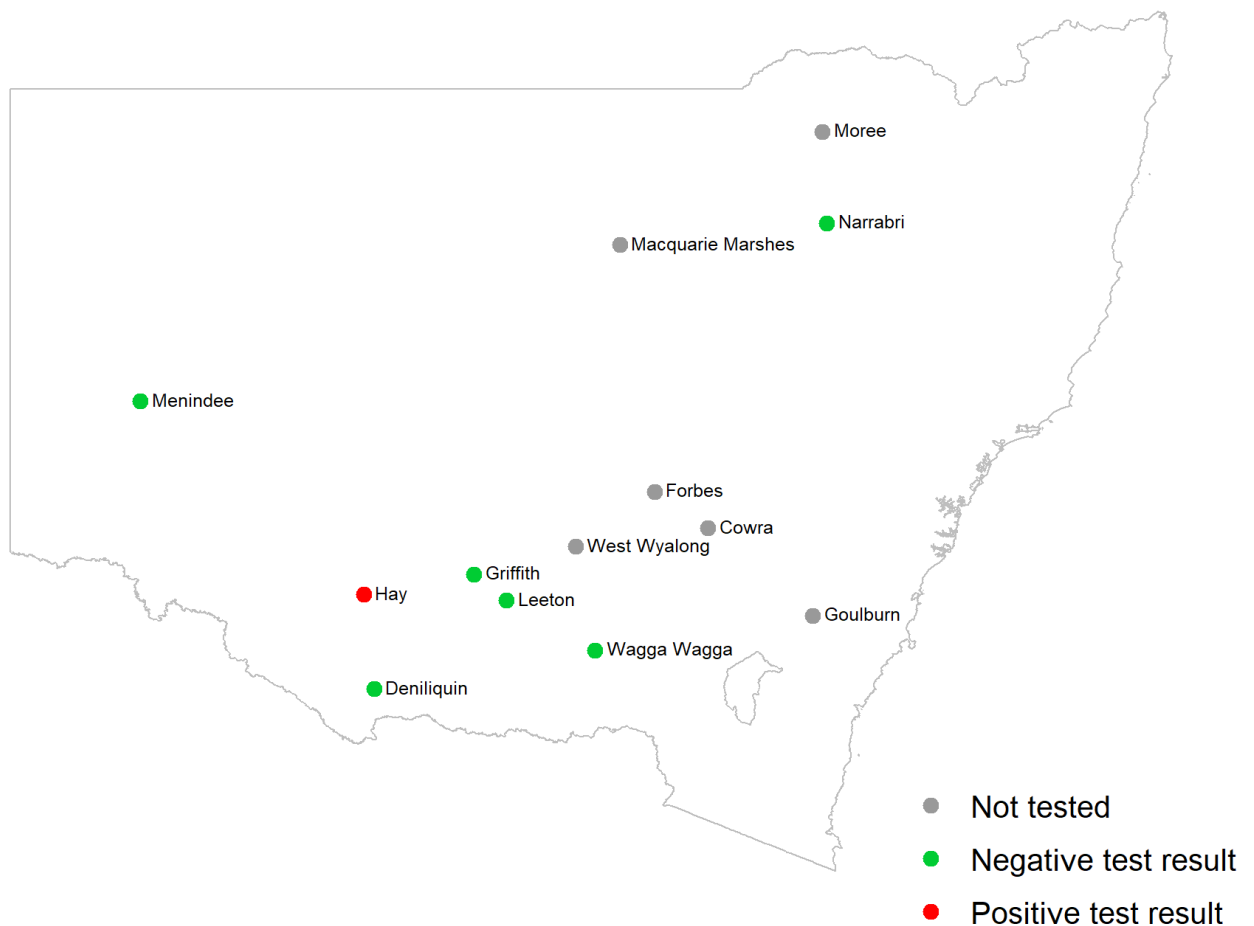 Moree
Narrabri
Macquarie Marshes
Menindee
Forbes
Cowra
West Wyalong
Griffith
Hay
Leeton
Goulburn
Wagga Wagga
Deniliquin
Not tested
Negative test result
Positive test result